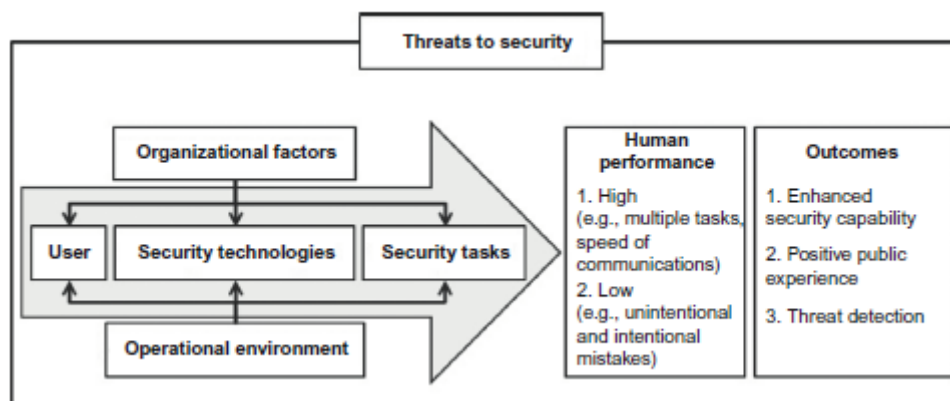 Threats to security
Organizational factors
User
Security technologies
Security tasks
Operational environment
Human
performance
1. High
(e.g., multiple tasks,
speed of
communications)
2. Low
(e.g., unintentional
and intentional
mistakes)
Outcomes
1. Enhanced
security capability
2. Positive public
experience
3. Threat detection